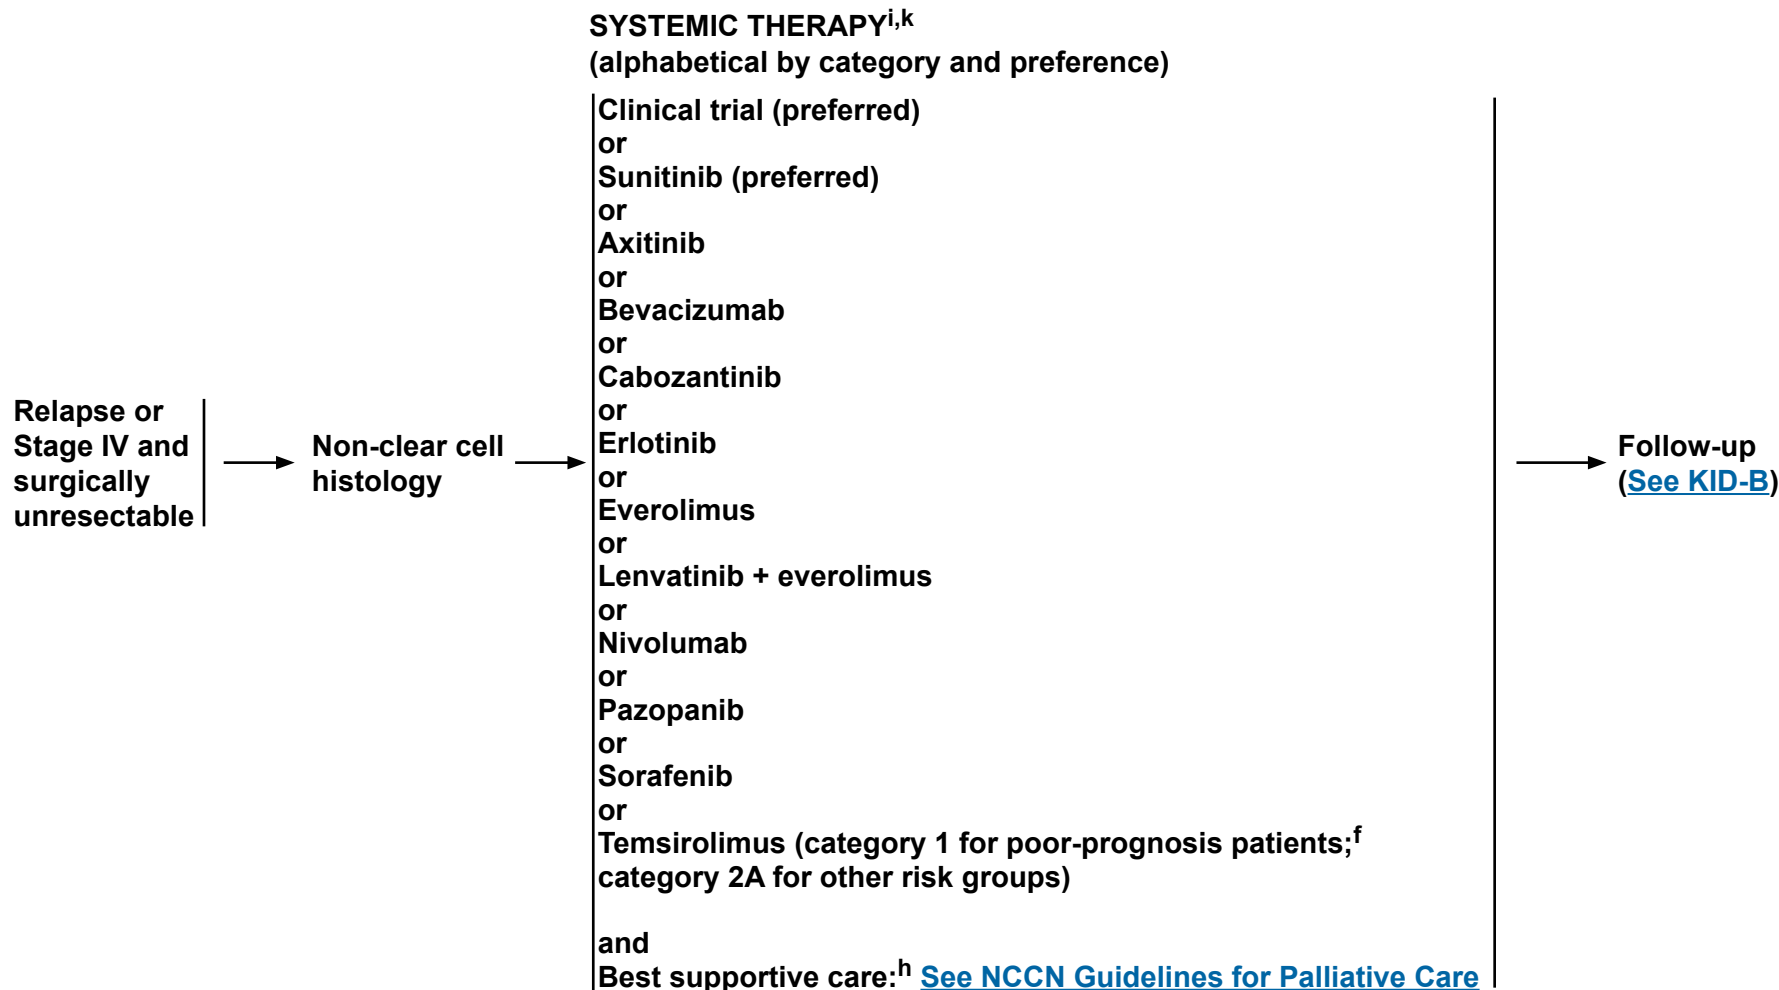 SYSTEMIC THERAPYi,k
(alphabetical by category and preference)
Relapse or
Stage IV and
surgically
unresectable
Non-clear cell
histology
Clinical trial (preferred)
or
Sunitinib (preferred)
or
Axitinib
or
Bevacizumab
or
Cabozantinib
or
Erlotinib
or
Everolimus
or
Lenvatinib + everolimus
or
Nivolumab
or
Pazopanib
or
Sorafenib
or
Temsirolimus (category 1 for poor-prognosis patients;f
category 2A for other risk groups)
and
Best supportive care:h See NCCN Guidelines for Palliative Care
Follow-up
(See KID-B)